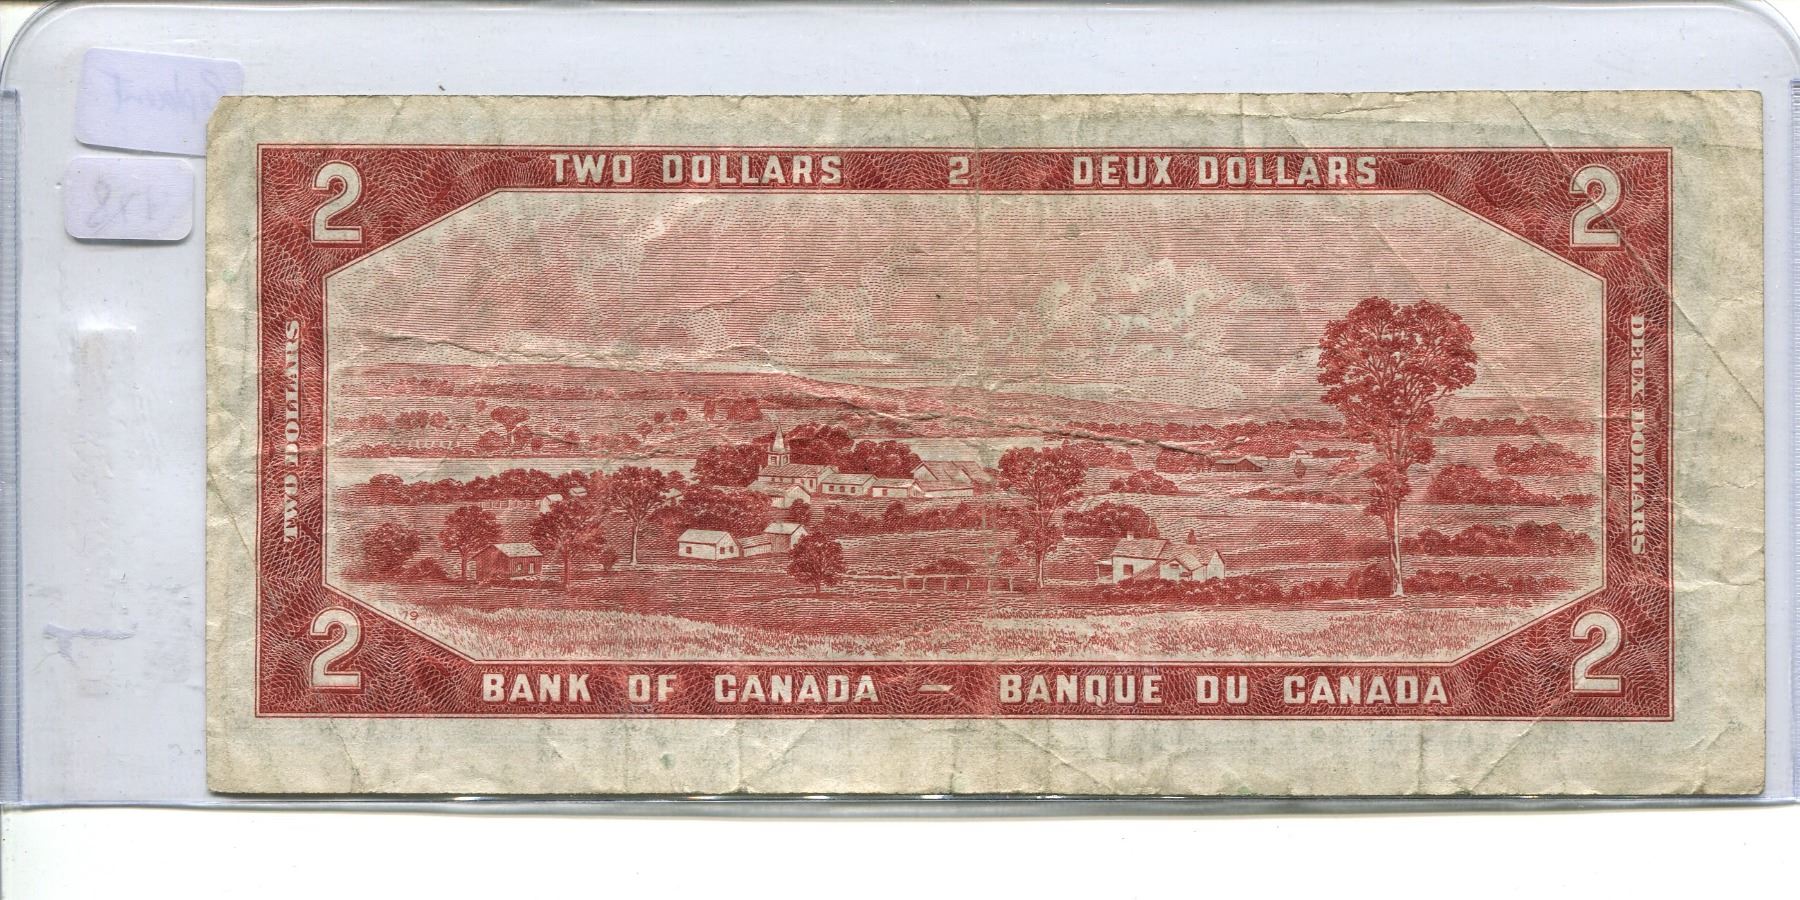 TWO DOLLARS 2 DEUX DOLLARS
2 2
TWO DOLLARS
DEUX DOLLARS
79
2 2
BANK OF CANADA – BANQUE DU CANADA